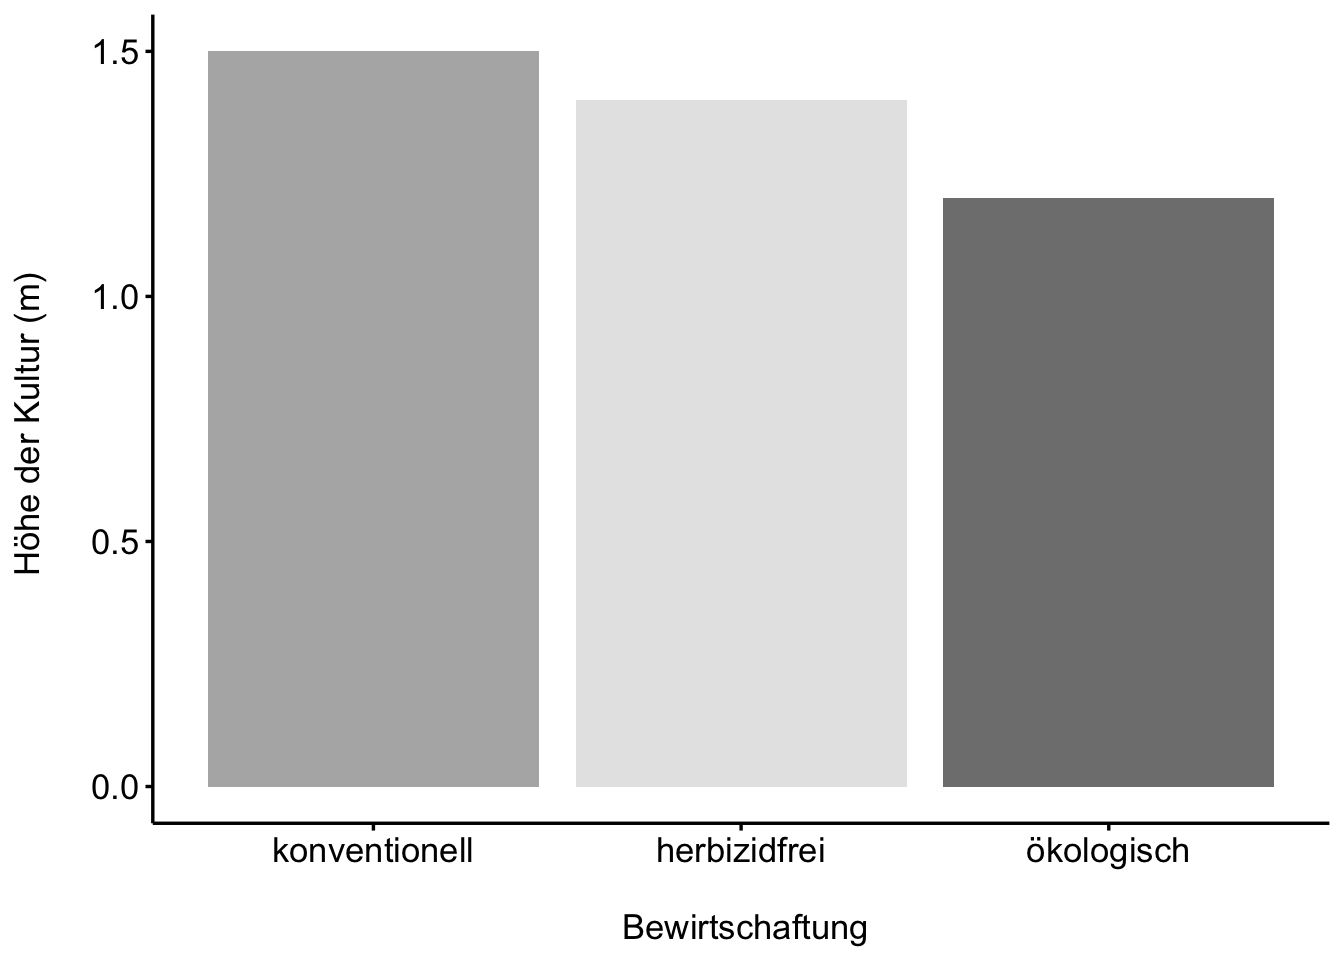 Höhe der Kultur (m)
1.5
1.0
0.5
0.0
konventionell
herbizidfrei
ökologisch
Bewirtschaftung